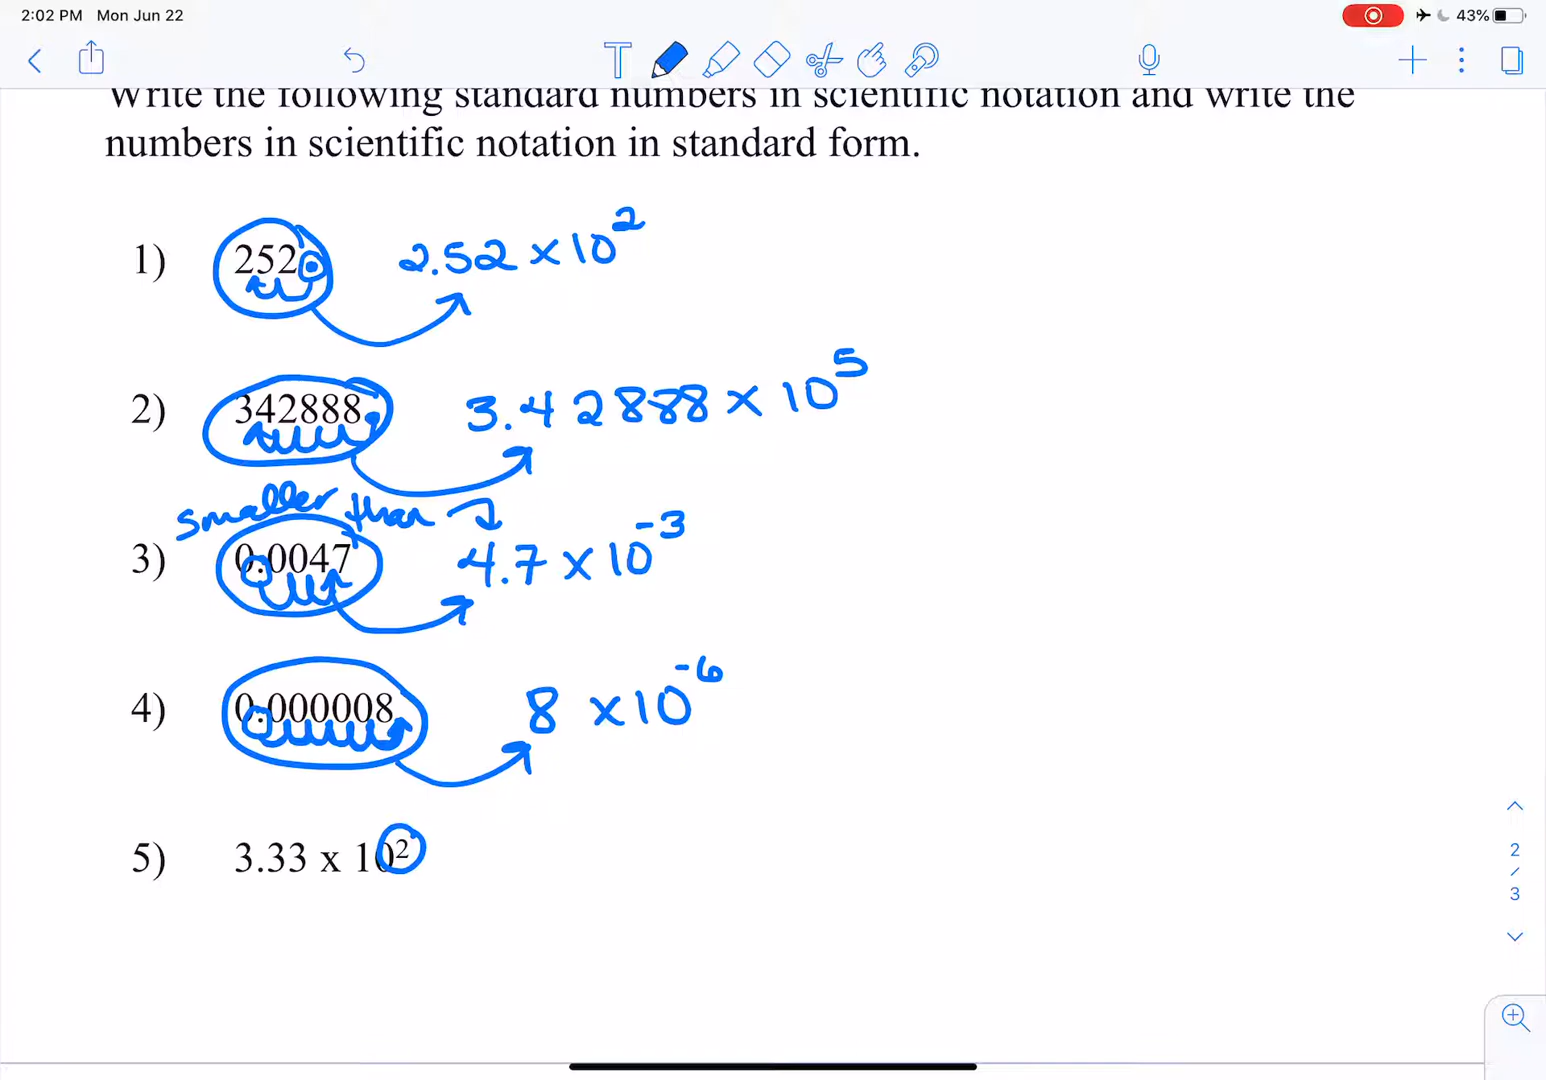 2:02 PM Mon Jun 22 43%
Write the following standard numbers in scientific notation and write the
numbers in scientific notation in standard form.
1) 252. 2.52 × 10²
2) 342888. 3.42888 × 10⁵
smaller than
3) 0.0047 4.7 × 10⁻³
4) 0.000008 8 × 10⁻⁶
5) 3.33 x 10²
2
/
3